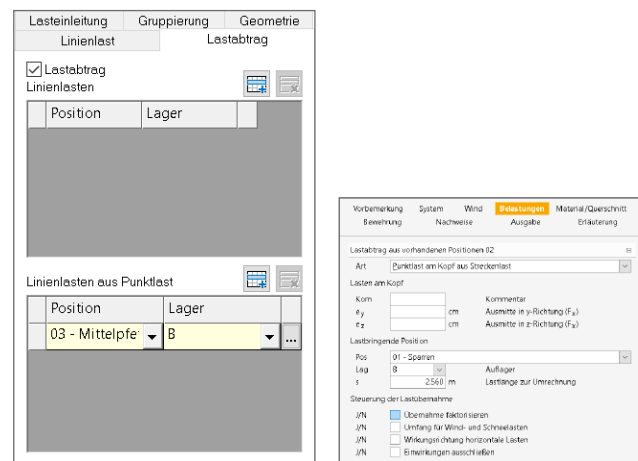 Lasteinleitung Gruppierung Geometrie
Linienlast Lastabtrag
Lastabtrag
Linienlasten
Position Lager
Linienlasten aus Punktlast
Position Lager
03 - Mittelpfe B ...
Vorbemerkung System Wind Belastungen Material/Querschnitt
Bewehrung Nachweise Ausgabe Erläuterung
Lastabtrag aus vorhandenen Positionen 02
Art Punktlast am Kopf aus Streckenlast
Lasten am Kopf
Kom Kommentar
ey cm Ausmitte in y-Richtung (Fx)
ez cm Ausmitte in z-Richtung (Fx)
Lastbringende Position
Pos 01 - Sparren
Lag B Auflager
s 2.560 m Lastlänge zur Umrechnung
Steuerung der Lastübernahme
J/N Übernahme faktorisieren
J/N Umfang für Wind- und Schneelasten
J/N Wirkungsrichtung horizontale Lasten
J/N Einwirkungen ausschließen